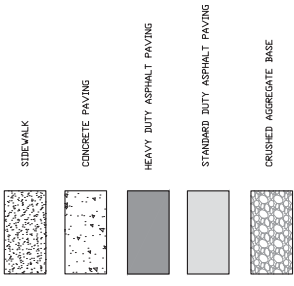 SIDEWALK
CONCRETE PAVING
HEAVY DUTY ASPHALT PAVING
STANDARD DUTY ASPHALT PAVING
CRUSHED AGGREGATE BASE